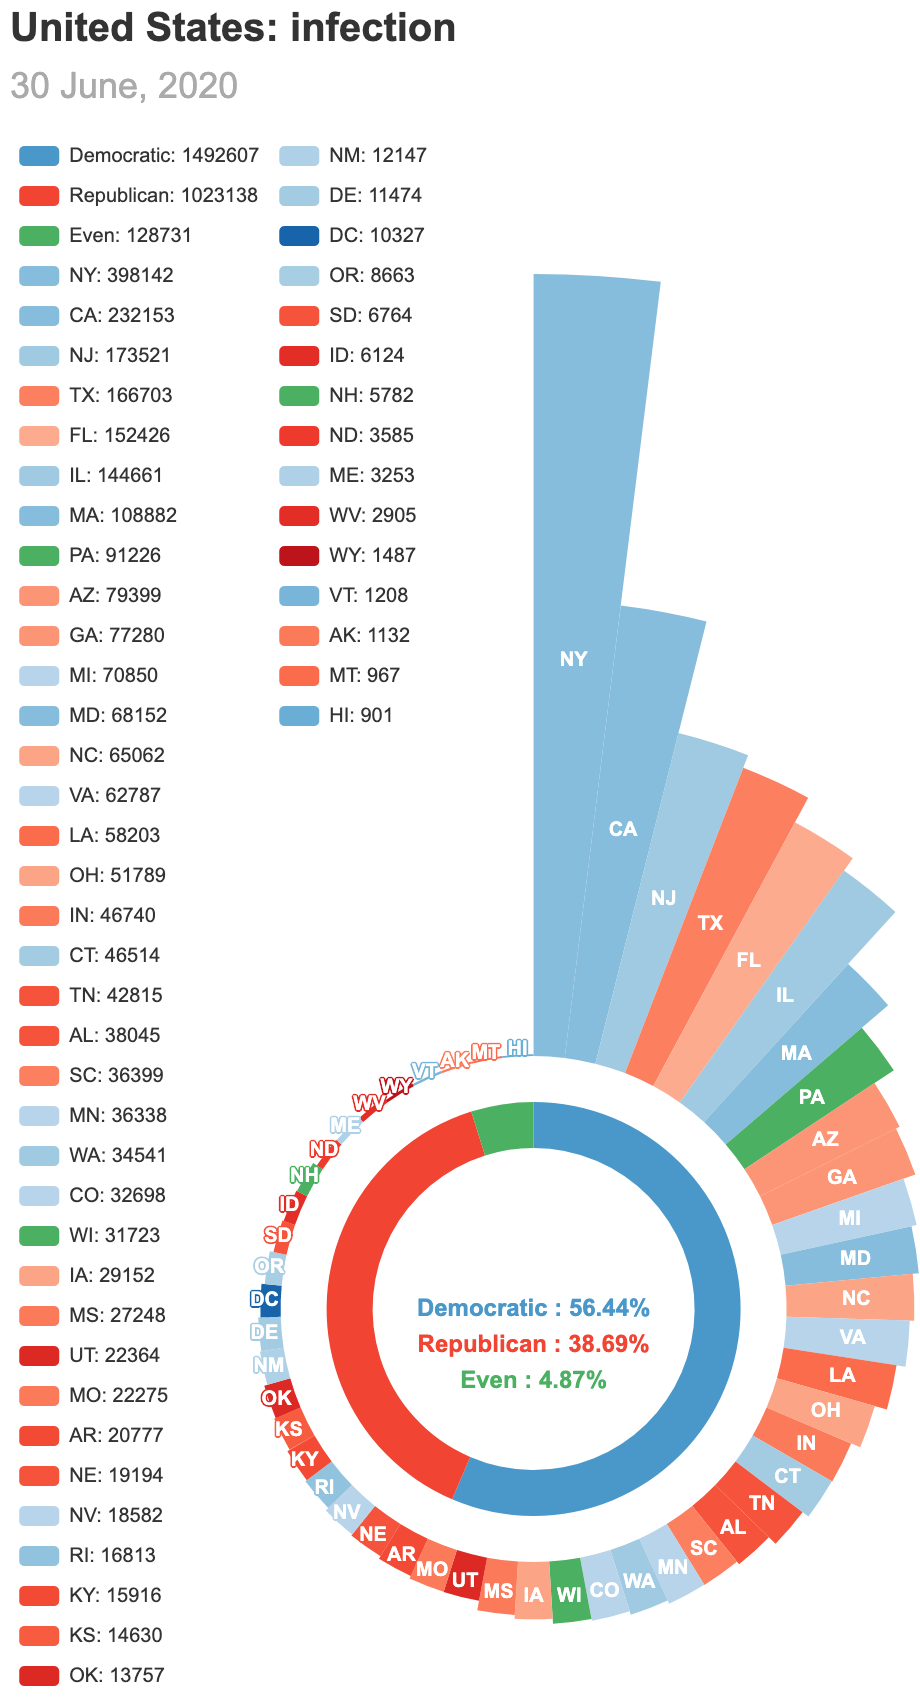 United States: infection
30 June, 2020
Democratic: 1492607
Republican: 1023138
Even: 128731
NY: 398142
CA: 232153
NJ: 173521
TX: 166703
FL: 152426
IL: 144661
MA: 108882
PA: 91226
AZ: 79399
GA: 77280
MI: 70850
MD: 68152
NC: 65062
VA: 62787
LA: 58203
OH: 51789
IN: 46740
CT: 46514
TN: 42815
AL: 38045
SC: 36399
MN: 36338
WA: 34541
CO: 32698
WI: 31723
IA: 29152
MS: 27248
UT: 22364
MO: 22275
AR: 20777
NE: 19194
NV: 18582
RI: 16813
KY: 15916
KS: 14630
OK: 13757
NM: 12147
DE: 11474
DC: 10327
OR: 8663
SD: 6764
ID: 6124
NH: 5782
ND: 3585
ME: 3253
WV: 2905
WY: 1487
VT: 1208
AK: 1132
MT: 967
HI: 901
NY
CA
NJ
TX
FL
IL
MA
PA
AZ
GA
MI
MD
NC
VA
LA
OH
IN
CT
TN
AL
SC
MN
WA
CO
WI
IA
MS
UT
MO
AR
NE
NV
RI
KY
KS
OK
NM
DE
DC
OR
SD
ID
NH
ND
ME
WV
WY
VT
AK
MT
HI
Democratic : 56.44%
Republican : 38.69%
Even : 4.87%